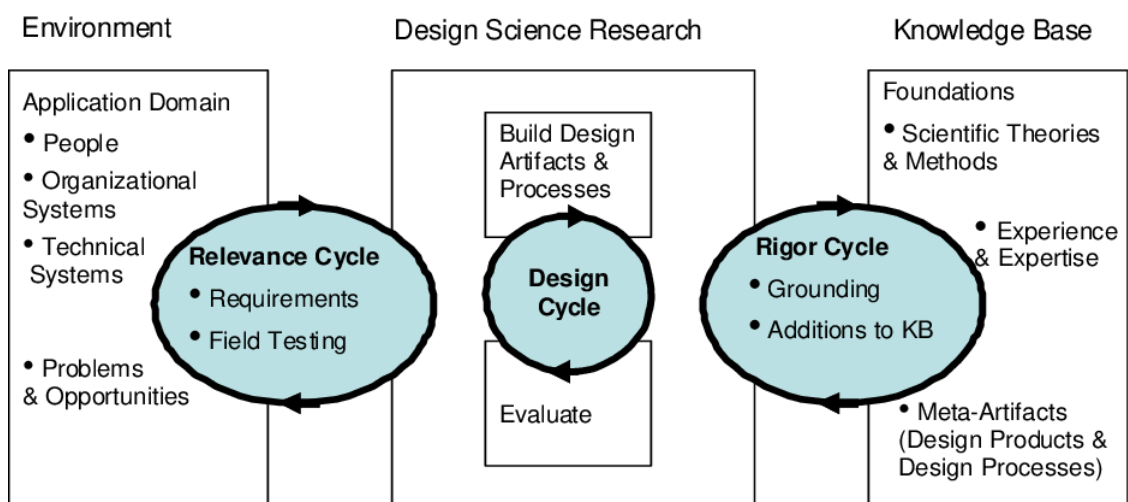 Environment
Design Science Research
Knowledge Base
Application Domain
• People
• Organizational
Systems
• Technical
Systems
• Problems
& Opportunities
Relevance Cycle
• Requirements
• Field Testing
Build Design
Artifacts &
Processes
Design
Cycle
Evaluate
Rigor Cycle
• Grounding
• Additions to KB
Foundations
• Scientific Theories
& Methods
• Experience
& Expertise
• Meta-Artifacts
(Design Products &
Design Processes)